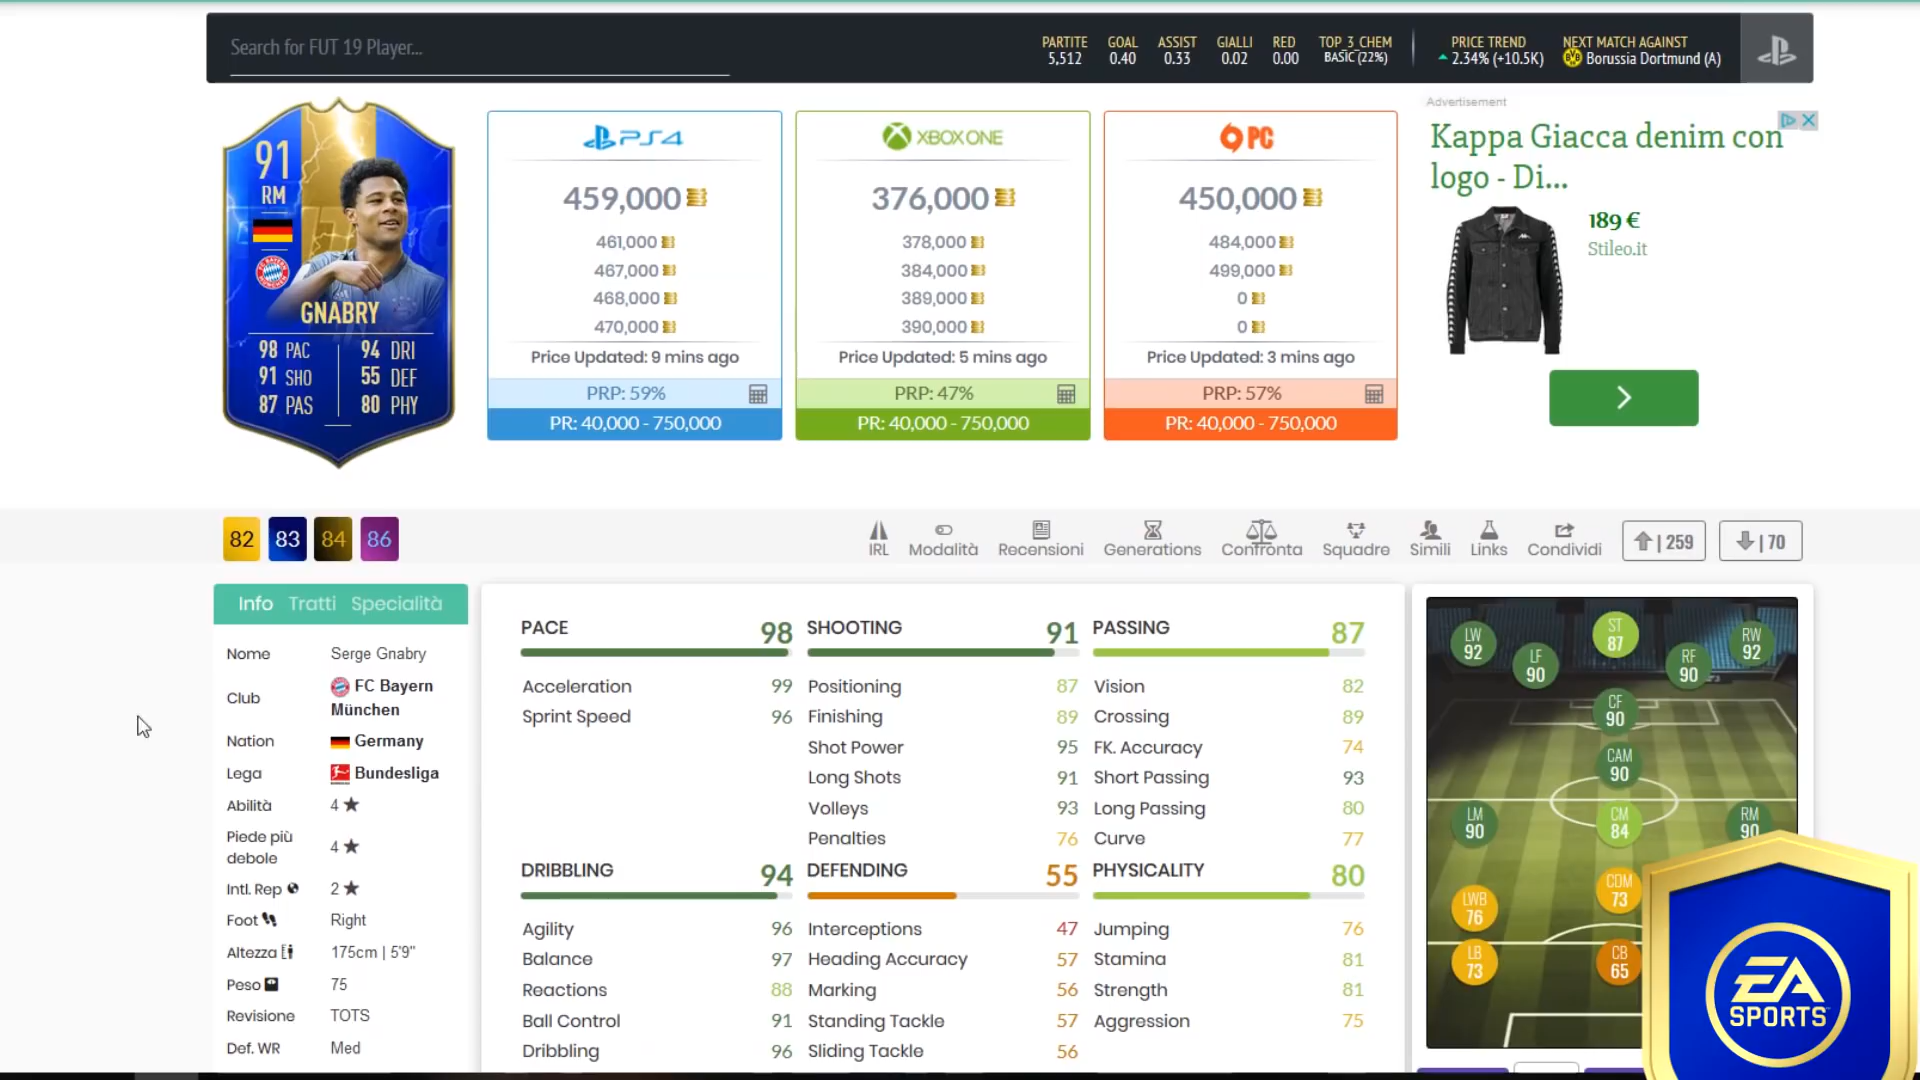 Search for FUT 19 Player...
PARTITE GOAL ASSIST GIALLI RED TOP_3_CHEM PRICE TREND NEXT MATCH AGAINST
5,512 0.40 0.33 0.02 0.00 BASIC (22%) 2.34% (+10.5K) Borussia Dortmund (A)
91
RM
GNABRY
98 PAC 94 DRI
91 SHO 55 DEF
87 PAS 80 PHY
PS4
459,000
461,000
467,000
468,000
470,000
Price Updated: 9 mins ago
PRP: 59%
PR: 40,000 - 750,000
XBOX ONE
376,000
378,000
384,000
389,000
390,000
Price Updated: 5 mins ago
PRP: 47%
PR: 40,000 - 750,000
PC
450,000
484,000
499,000
0
0
Price Updated: 3 mins ago
PRP: 57%
PR: 40,000 - 750,000
Advertisement
Kappa Giacca denim con
logo - Di...
189 €
Stileo.it
82 83 84 86
IRL Modalità Recensioni Generations Confronta Squadre Simili Links Condividi | 259 | 70
Info Tratti Specialità
Nome Serge Gnabry
Club FC Bayern
München
Nation Germany
Lega Bundesliga
Abilità 4
Piede più
debole 4
Intl. Rep 2
Foot Right
Altezza 175cm | 5'9"
Peso 75
Revisione TOTS
Def. WR Med
PACE 98
Acceleration 99
Sprint Speed 96
SHOOTING 91
Positioning 87
Finishing 89
Shot Power 95
Long Shots 91
Volleys 93
Penalties 76
PASSING 87
Vision 82
Crossing 89
FK. Accuracy 74
Short Passing 93
Long Passing 80
Curve 77
DRIBBLING 94
Agility 96
Balance 97
Reactions 88
Ball Control 91
Dribbling 96
DEFENDING 55
Interceptions 47
Heading Accuracy 57
Marking 56
Standing Tackle 57
Sliding Tackle 56
PHYSICALITY 80
Jumping 76
Stamina 81
Strength 81
Aggression 75
ST
87
LW
92
RW
92
LF
90
RF
90
CF
90
CAM
90
LM
90
CM
84
RM
90
CDM
73
LWB
76
LB
73
CB
65
EA
SPORTS